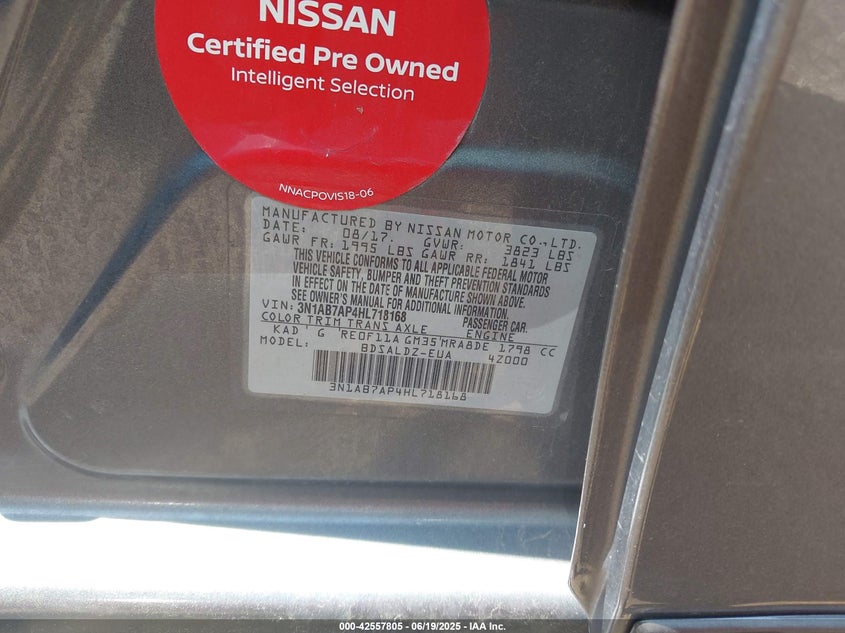 NISSAN
Certified Pre Owned
Intelligent Selection
NNACPOVIS18-06
MANUFACTURED BY NISSAN MOTOR CO.,LTD.
DATE: 08/17. GVWR: 3823 LBS
GAWR FR: 1995 LBS GAWR RR: 1841 LBS
THIS VEHICLE CONFORMS TO ALL APPLICABLE FEDERAL MOTOR
VEHICLE SAFETY, BUMPER AND THEFT PREVENTION STANDARDS
IN EFFECT ON THE DATE OF MANUFACTURE SHOWN ABOVE.
SEE OWNER'S MANUAL FOR ADDITIONAL INFORMATION.
VIN: 3N1AB7AP4HL718168 PASSENGER CAR.
COLOR TRIM TRANS AXLE ENGINE
KAD ' G 'RE0F11A GM35'MRA8DE 1798 CC
MODEL: BDSALDZ-EUA 4Z000
3N1AB7AP4HL718168
000-42557805 - 06/19/2025 - IAA Inc.